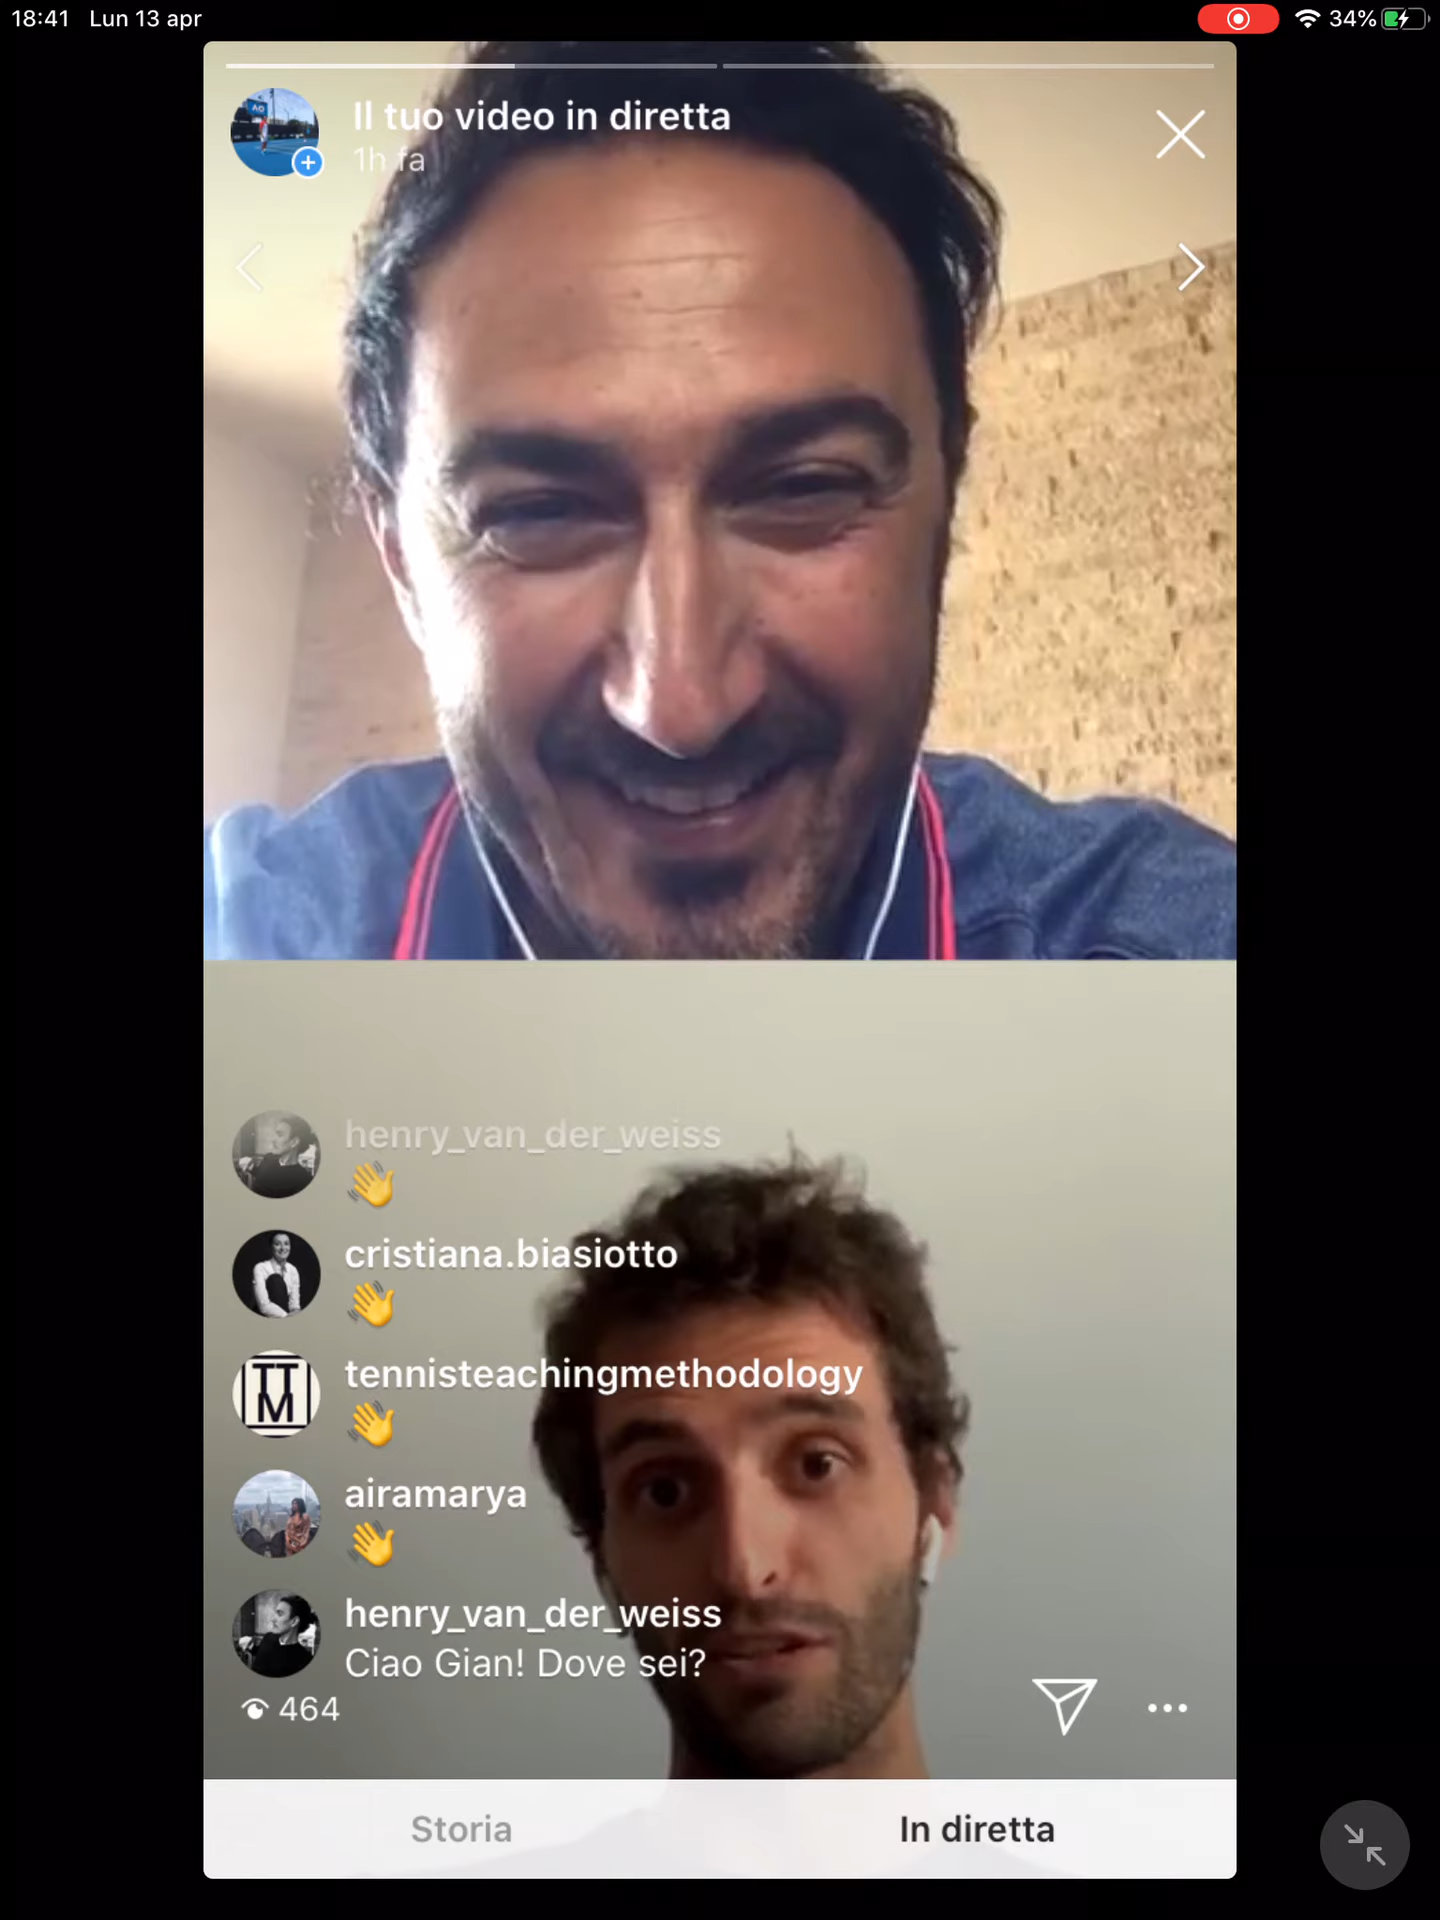 18:41 Lun 13 apr 34%
Il tuo video in diretta
1h fa
henry_van_der_weiss
👋
cristiana.biasiotto
👋
TTM
tennisteachingmethodology
👋
airamarya
👋
henry_van_der_weiss
Ciao Gian! Dove sei?
464
Storia In diretta